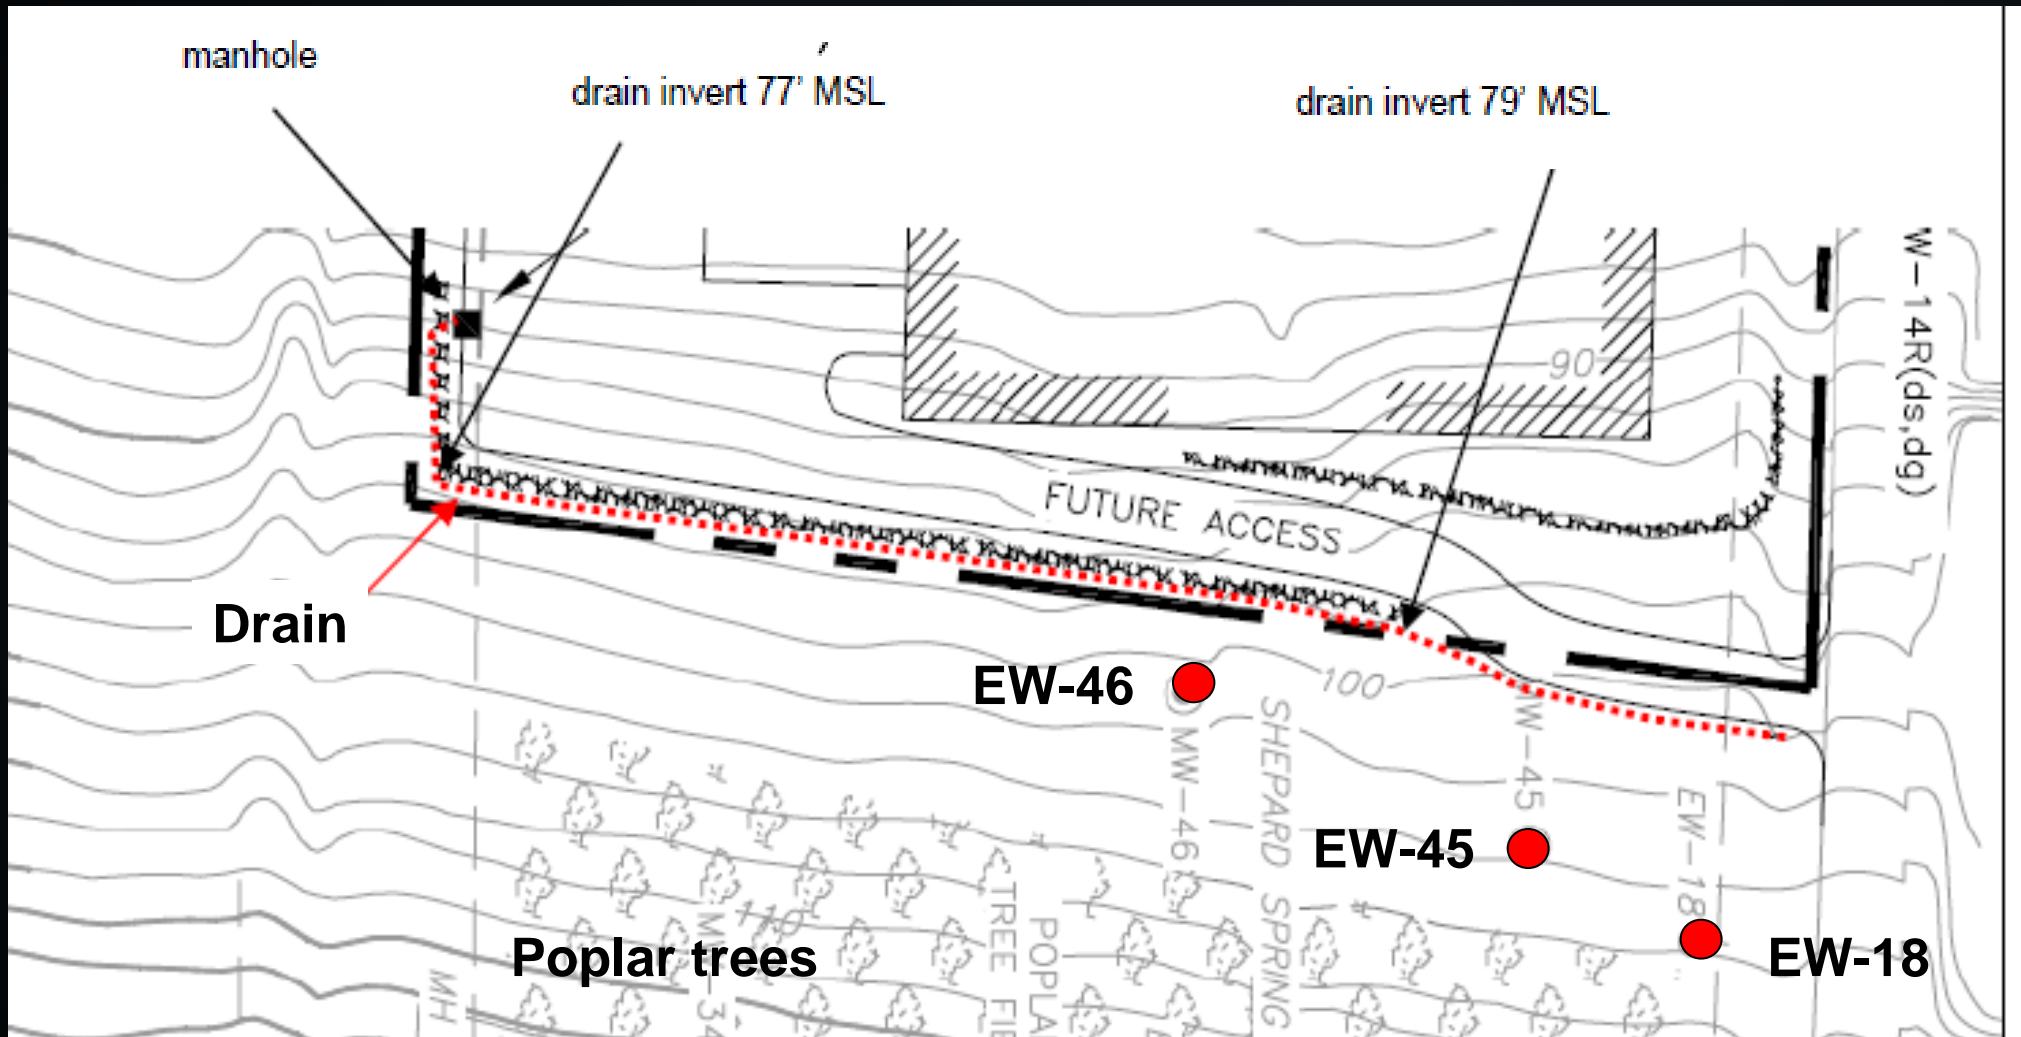 manhole
drain invert 77' MSL
drain invert 79' MSL
W-14R(ds,dg)
90
FUTURE ACCESS
Drain
EW-46
100
MW-46
SHEPARD SPRING
W-45
EW-45
EW-18
EW-18
110
Poplar trees
TREE
POPLA
MH